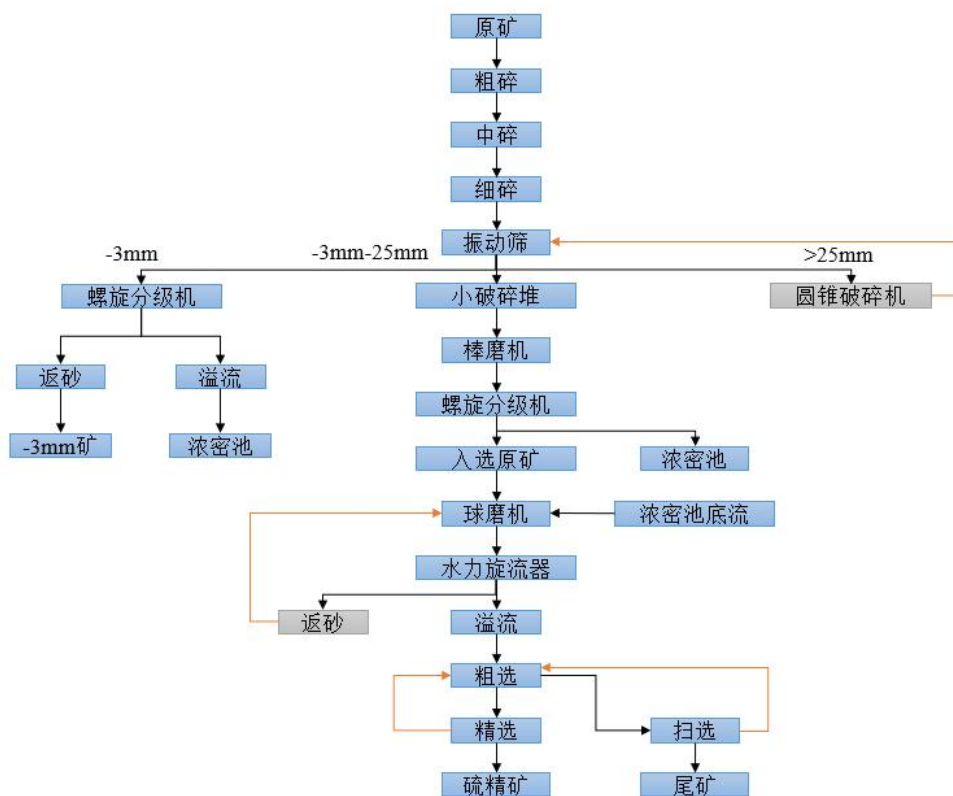 原矿
粗碎
中碎
细碎
振动筛
-3mm
-3mm-25mm
>25mm
螺旋分级机
小破碎堆
圆锥破碎机
返砂
溢流
棒磨机
螺旋分级机
-3mm矿
浓密池
入选原矿
浓密池
球磨机
浓密池底流
水力旋流器
返砂
溢流
粗选
精选
扫选
硫精矿
尾矿